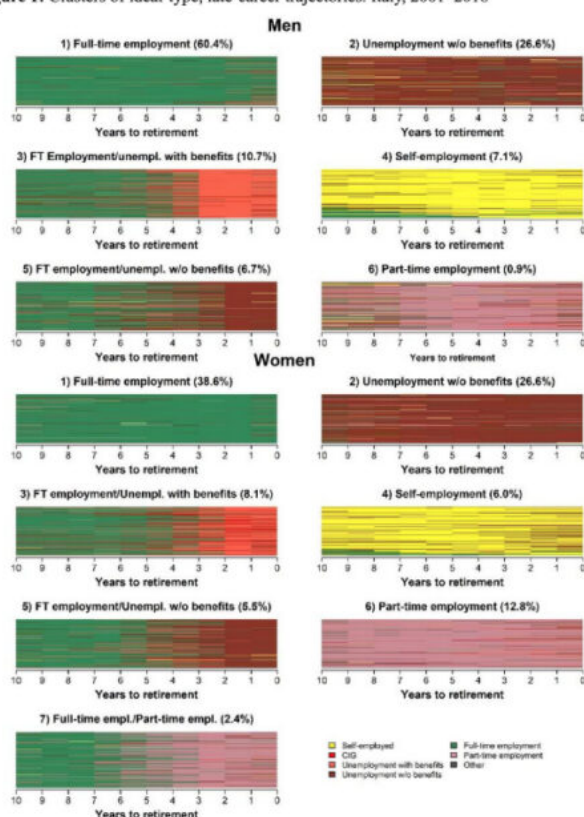 Clusters of ideal-type, late career trajectories. Italy, 2001–2018
Men
1) Full-time employment (60.4%)
10 9 8 7 6 5 4 3 2 1 0
Years to retirement
2) Unemployment w/o benefits (26.6%)
10 9 8 7 6 5 4 3 2 1 0
Years to retirement
3) FT Employment/unempl. with benefits (10.7%)
10 9 8 7 6 5 4 3 2 1 0
Years to retirement
4) Self-employment (7.1%)
10 9 8 7 6 5 4 3 2 1 0
Years to retirement
5) FT employment/unempl. w/o benefits (6.7%)
10 9 8 7 6 5 4 3 2 1 0
Years to retirement
6) Part-time employment (0.9%)
10 9 8 7 6 5 4 3 2 1 0
Years to retirement
Women
1) Full-time employment (38.6%)
10 9 8 7 6 5 4 3 2 1 0
Years to retirement
2) Unemployment w/o benefits (26.6%)
10 9 8 7 6 5 4 3 2 1 0
Years to retirement
3) FT employment/Unempl. with benefits (8.1%)
10 9 8 7 6 5 4 3 2 1 0
Years to retirement
4) Self-employment (6.0%)
10 9 8 7 6 5 4 3 2 1 0
Years to retirement
5) FT employment/Unempl. w/o benefits (5.5%)
10 9 8 7 6 5 4 3 2 1 0
Years to retirement
6) Part-time employment (12.8%)
10 9 8 7 6 5 4 3 2 1 0
Years to retirement
7) Full-time empl./Part-time empl. (2.4%)
10 9 8 7 6 5 4 3 2 1 0
Years to retirement
Self-employed
CIG
Unemployment with benefits
Unemployment w/o benefits
Full-time employment
Part-time employment
Other